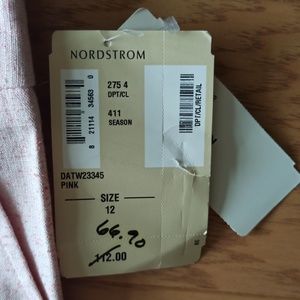 NORDSTROM
275 4
DPT/CL
411
SEASON
8 21114 34563 0
DPT/CL/RETAIL
DATW23345
PINK
SIZE
12
66.90
112.00